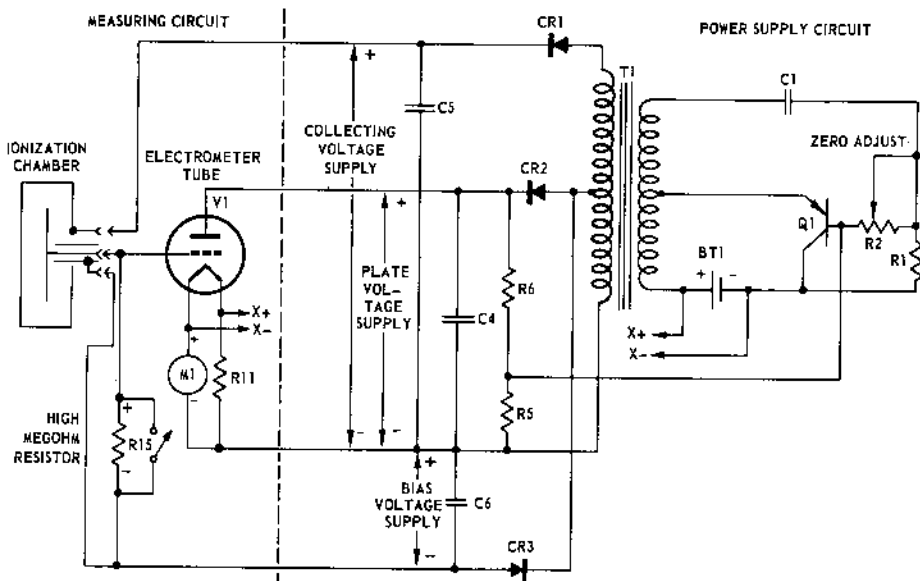 MEASURING CIRCUIT
POWER SUPPLY CIRCUIT
CR1
T1
C1
+
C5
COLLECTING
VOLTAGE
SUPPLY
ZERO ADJUST
IONIZATION
CHAMBER
ELECTROMETER
TUBE
V1
CR2
+
Q1
R2
R1
PLATE
VOL-
TAGE
SUPPLY
R6
BT1
+ -
X+
X-
C4
X+
X-
+
M1
-
R11
R5
HIGH
MEGOHM
RESISTOR
+
R15
-
- -
+
BIAS
VOLTAGE
SUPPLY
C6
-
CR3